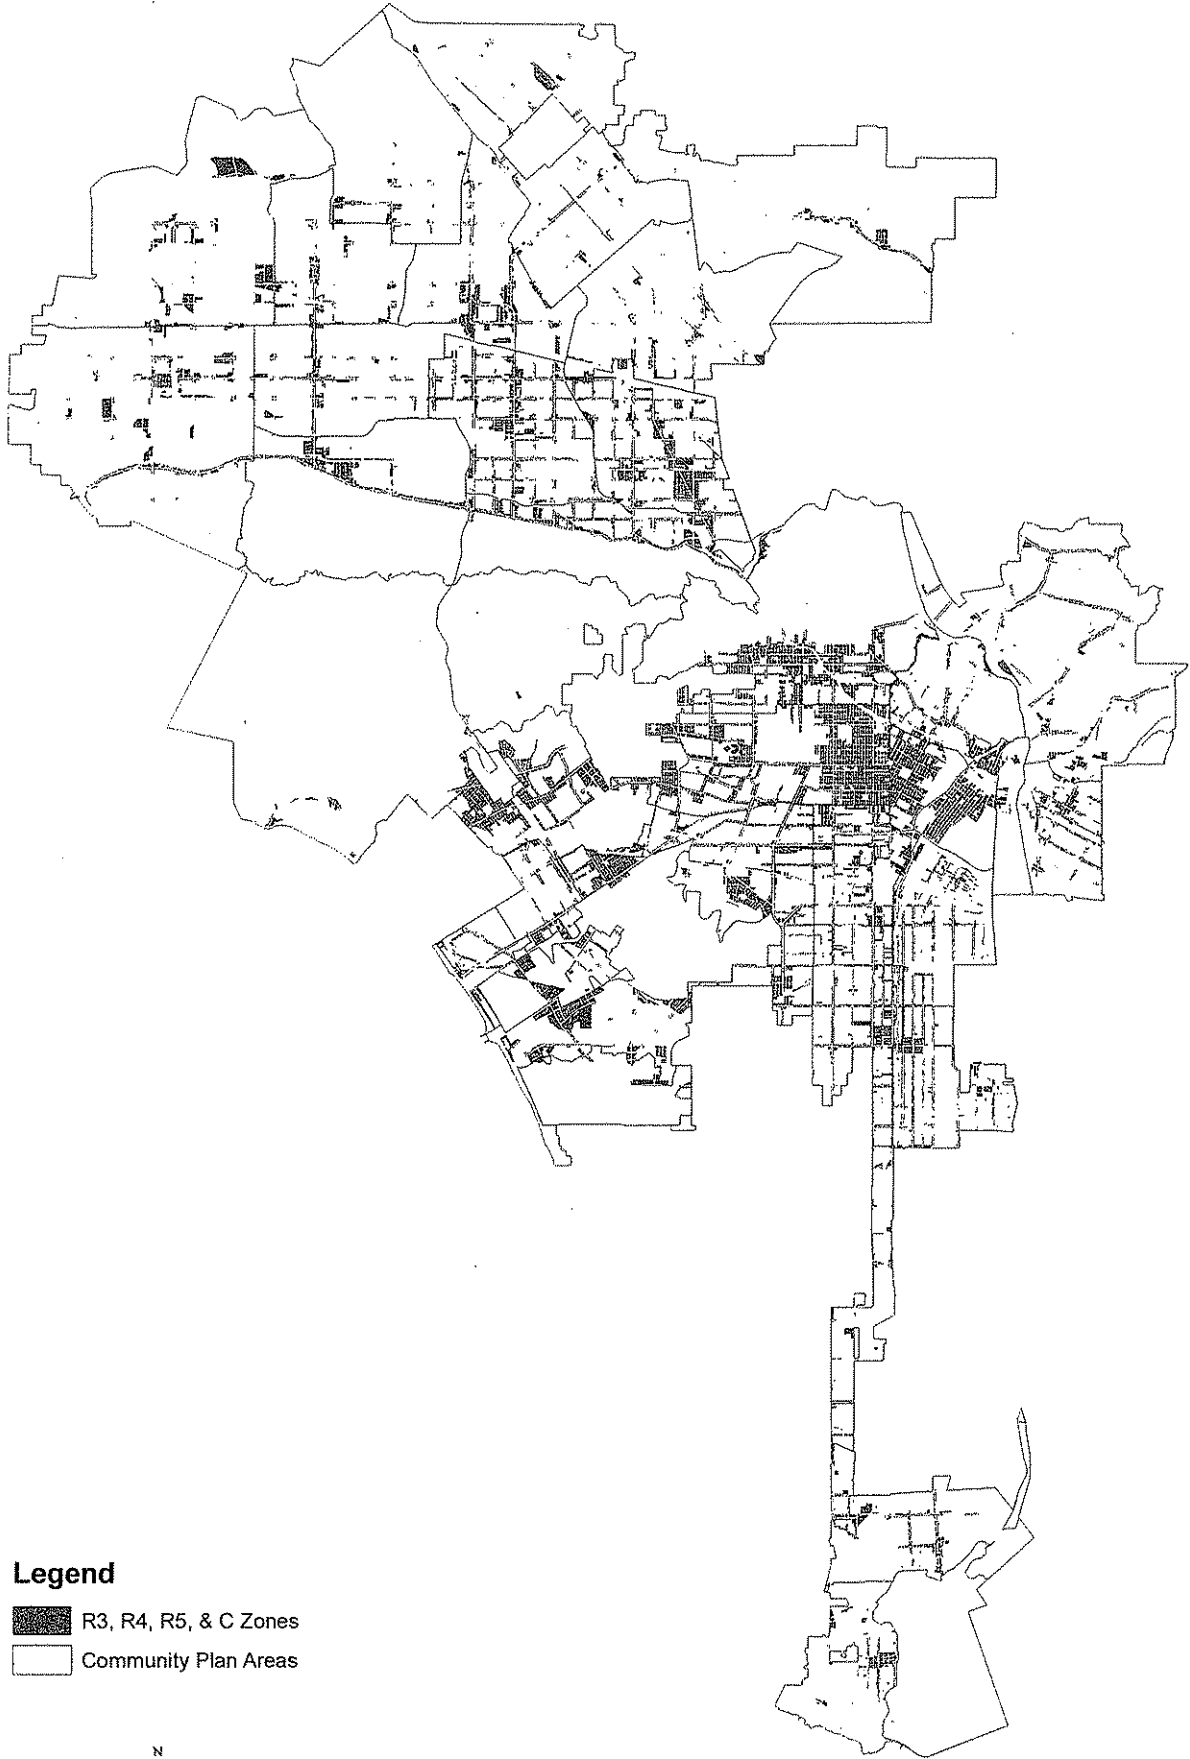 Legend
R3, R4, R5, & C Zones
Community Plan Areas
N